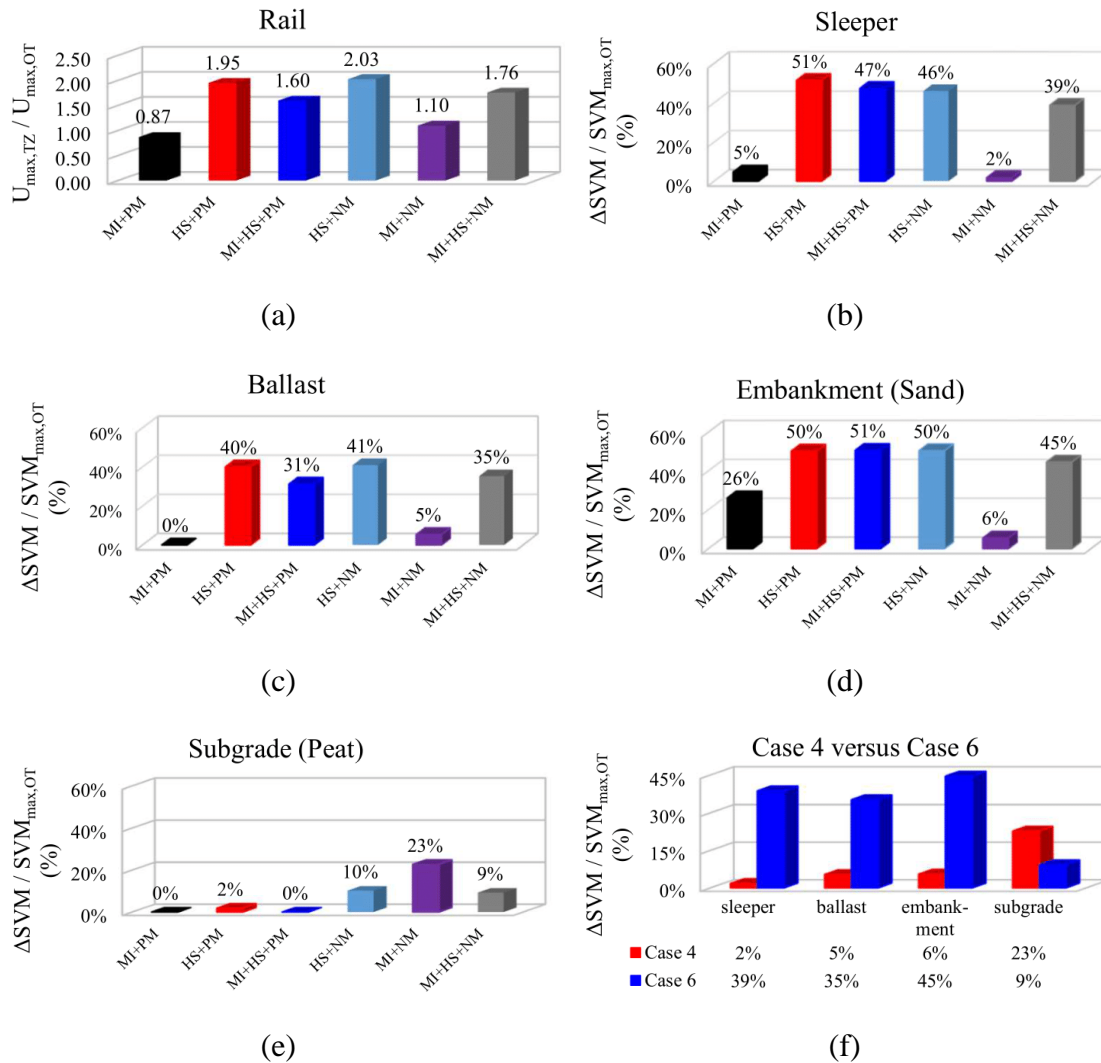 Rail
U_max,TZ / U_max,OT
2.50
2.00
1.50
1.00
0.50
0.00
0.87
1.95
1.60
2.03
1.10
1.76
MI+PM
HS+PM
MI+HS+PM
HS+NM
MI+NM
MI+HS+NM
(a)
Sleeper
ΔSVM / SVM_max,OT
(%)
60%
40%
20%
0%
5%
51%
47%
46%
2%
39%
MI+PM
HS+PM
MI+HS+PM
HS+NM
MI+NM
MI+HS+NM
(b)
Ballast
ΔSVM / SVM_max,OT
(%)
60%
40%
20%
0%
0%
40%
31%
41%
5%
35%
MI+PM
HS+PM
MI+HS+PM
HS+NM
MI+NM
MI+HS+NM
(c)
Embankment (Sand)
ΔSVM / SVM_max,OT
(%)
60%
40%
20%
0%
26%
50%
51%
50%
6%
45%
MI+PM
HS+PM
MI+HS+PM
HS+NM
MI+NM
MI+HS+NM
(d)
Subgrade (Peat)
ΔSVM / SVM_max,OT
(%)
60%
40%
20%
0%
0%
2%
0%
10%
23%
9%
MI+PM
HS+PM
MI+HS+PM
HS+NM
MI+NM
MI+HS+NM
(e)
Case 4 versus Case 6
ΔSVM / SVM_max,OT
(%)
45%
30%
15%
0%
sleeper ballast embank- subgrade
ment
Case 4 2% 5% 6% 23%
Case 6 39% 35% 45% 9%
(f)